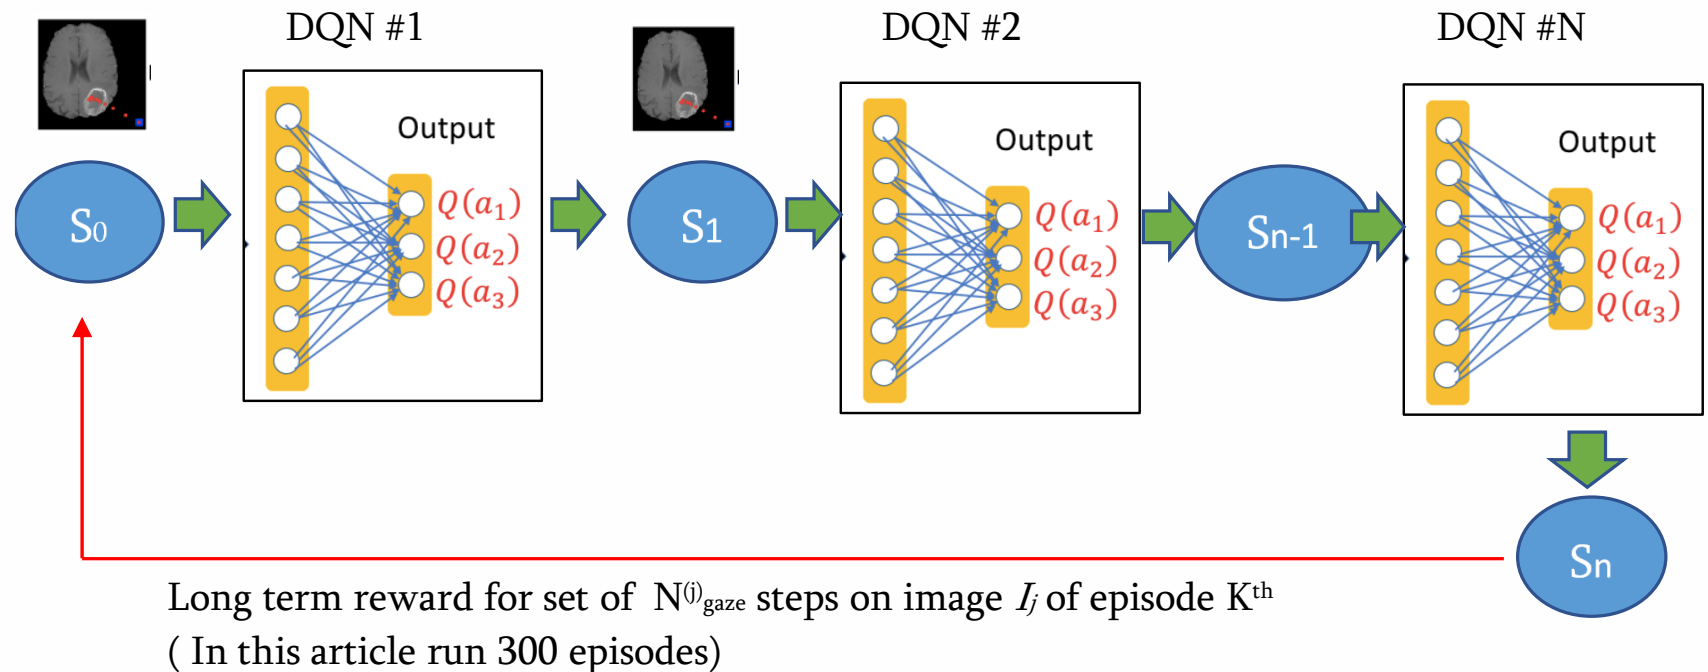 DQN #1
DQN #2
DQN #N
Output
Output
Output
S0
Q(a1)
Q(a2)
Q(a3)
S1
Q(a1)
Q(a2)
Q(a3)
Sn-1
Q(a1)
Q(a2)
Q(a3)
Sn
Long term reward for set of N(j)gaze steps on image Ij of episode Kth
( In this article run 300 episodes)